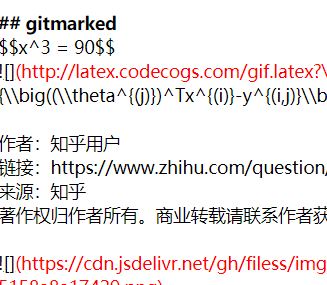 ## gitmarked
$$x^3 = 90$$
![](http://latex.codecogs.com/gif.latex?\
{\\big((\\theta^{(j)})^Tx^{(i)}-y^{(i,j)}\\b
作者：知乎用户
链接：https://www.zhihu.com/question/
来源：知乎
著作权归作者所有。商业转载请联系作者获
![](https://cdn.jsdelivr.net/gh/filess/img